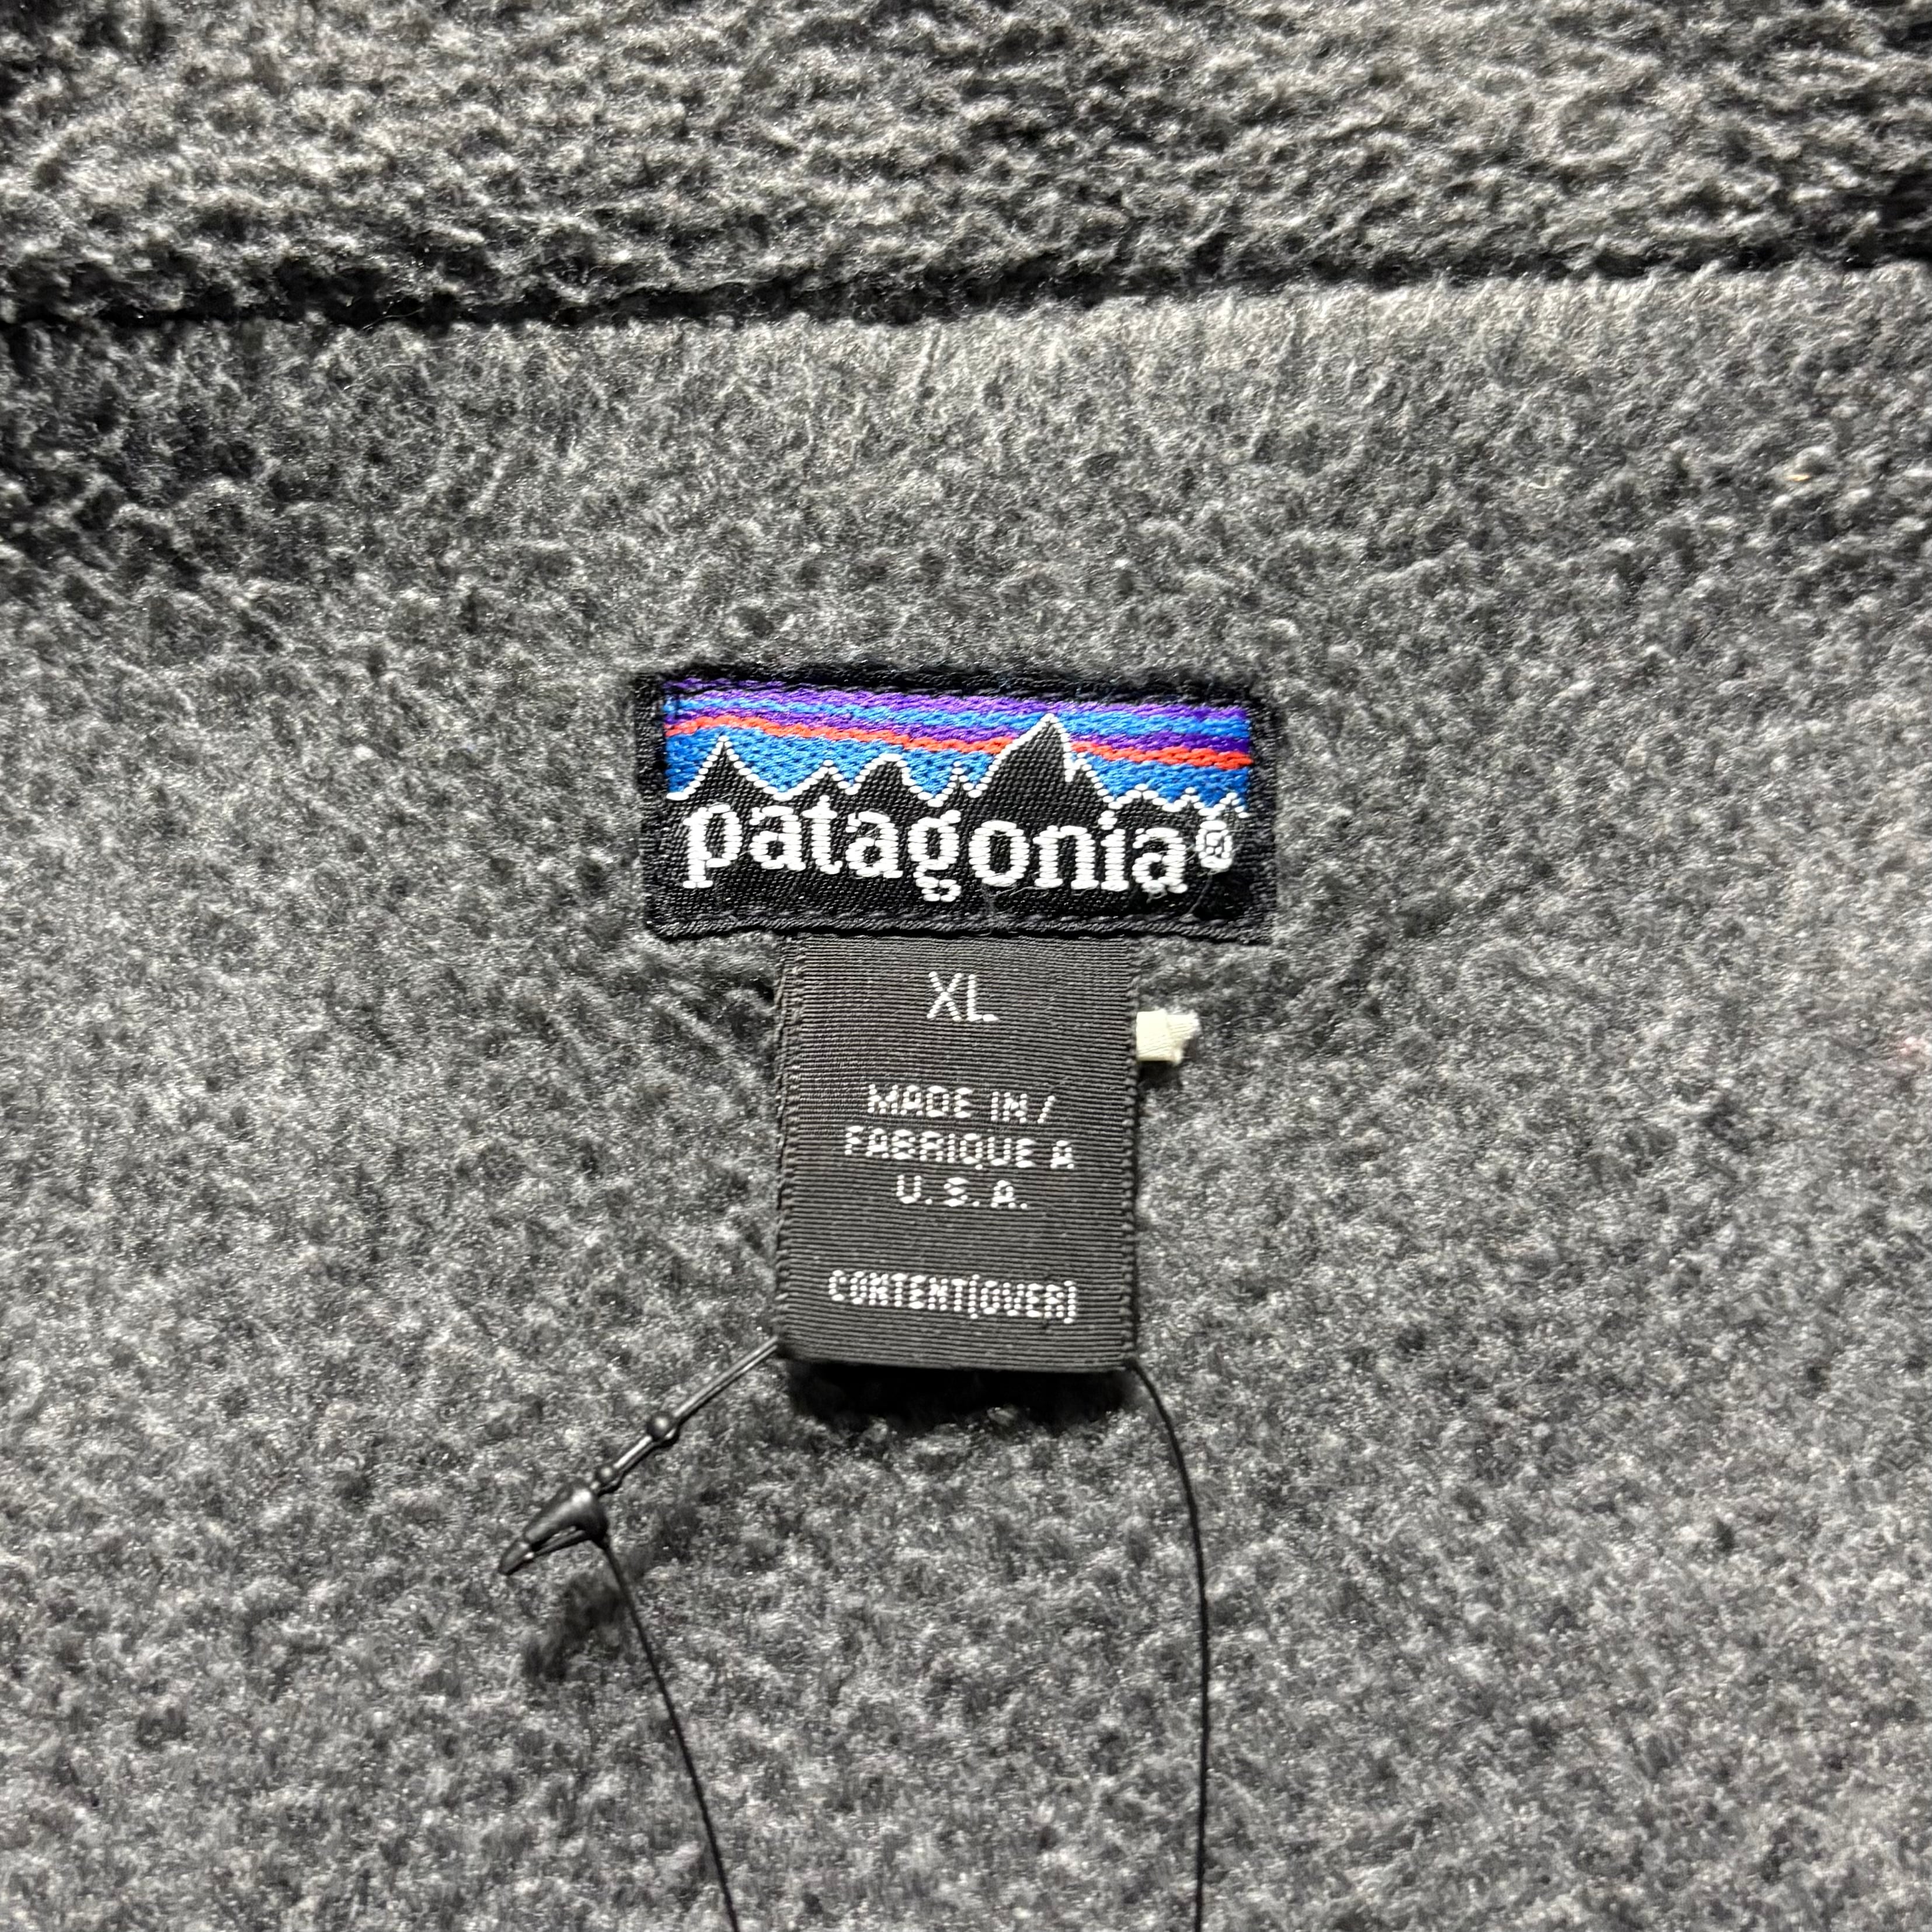 patagonia®
XL
MADE IN /
FABRIQUE A
U.S.A.
CONTENT(OVER)